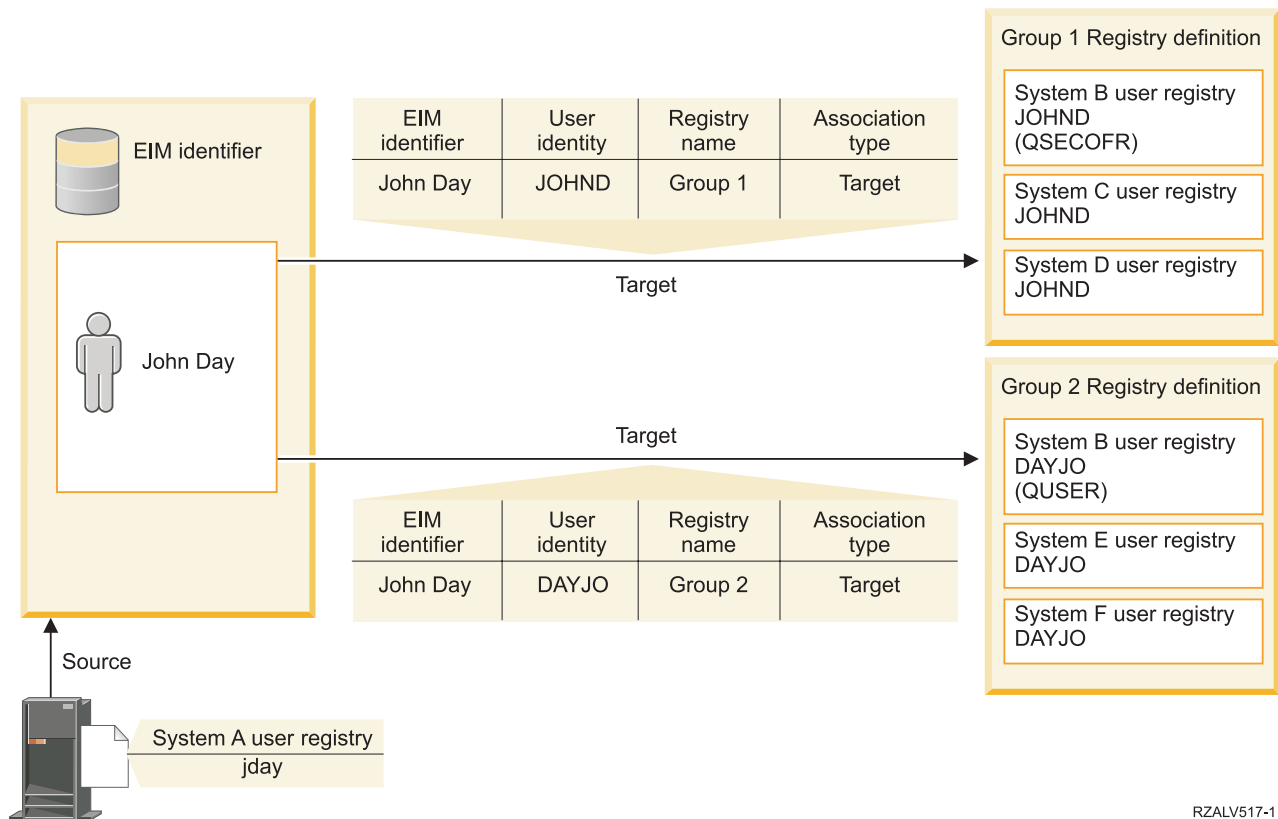 EIM identifier
John Day
Source
System A user registry
jday
EIM
identifier
User
identity
Registry
name
Association
type
John Day
JOHND
Group 1
Target
Target
Target
EIM
identifier
User
identity
Registry
name
Association
type
John Day
DAYJO
Group 2
Target
Group 1 Registry definition
System B user registry
JOHND
(QSECOFR)
System C user registry
JOHND
System D user registry
JOHND
Group 2 Registry definition
System B user registry
DAYJO
(QUSER)
System E user registry
DAYJO
System F user registry
DAYJO
RZALV517-1